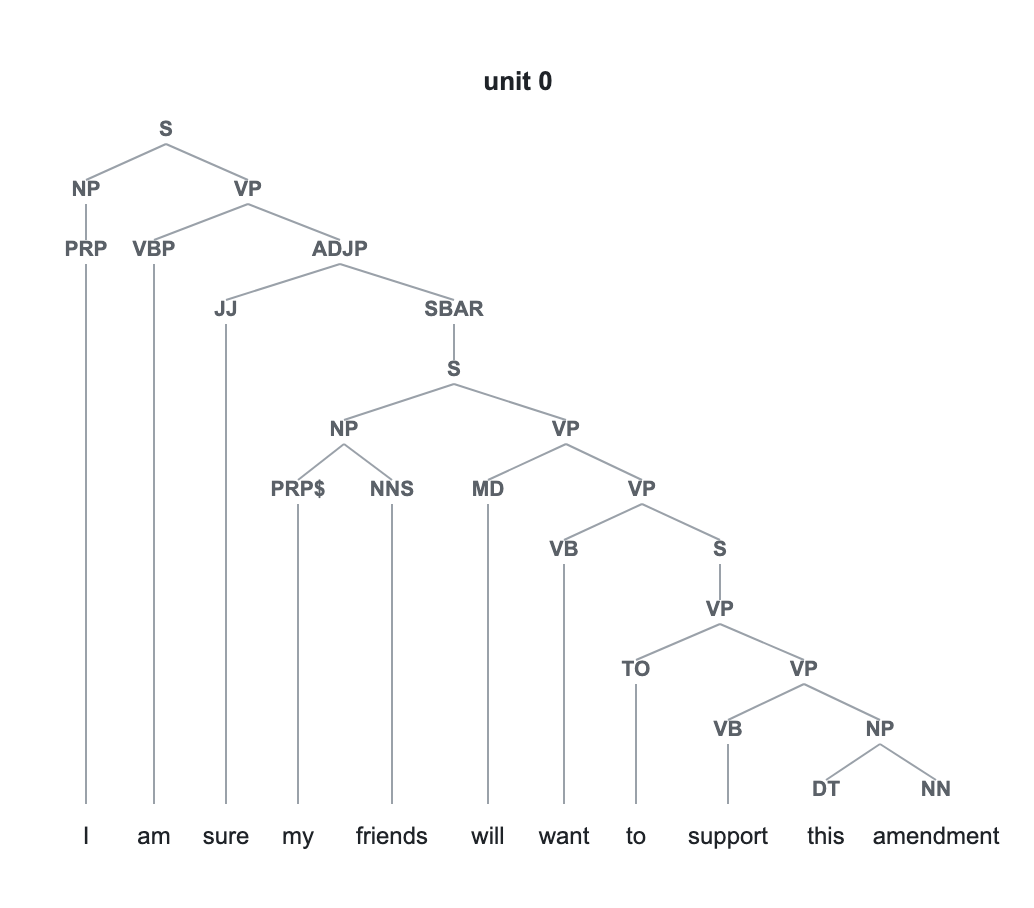 unit 0
S
NP VP
PRP VBP ADJP
JJ SBAR
S
NP VP
PRP$ NNS MD VP
VB S
VP
TO VP
VB NP
DT NN
I am sure my friends will want to support this amendment